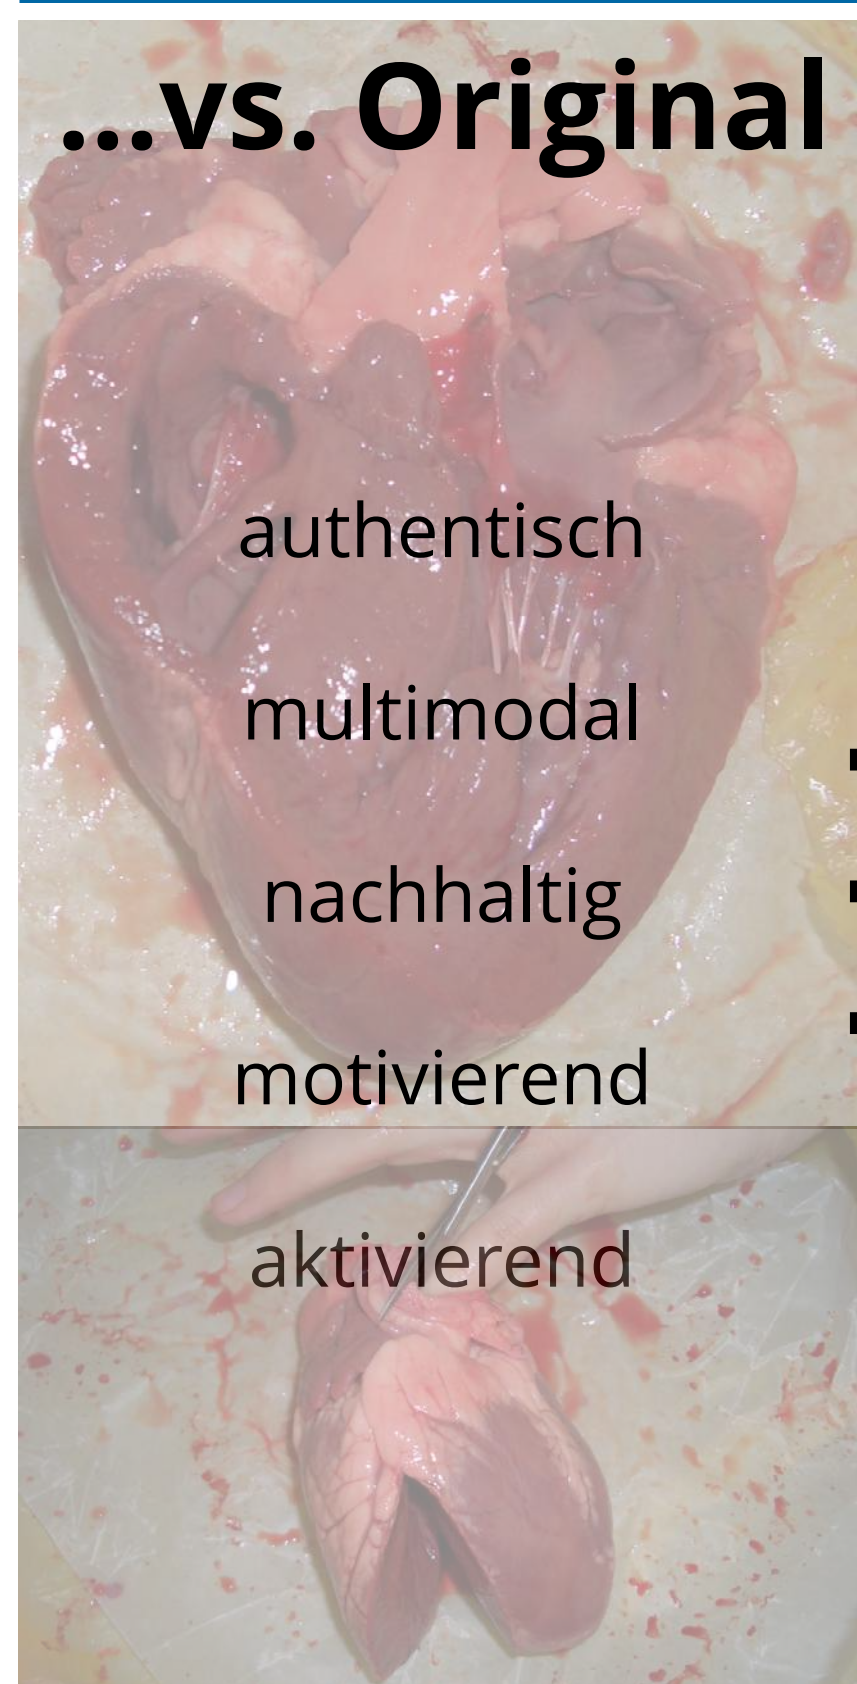 ...vs. Original
authentisch
multimodal
nachhaltig
motivierend
aktivierend